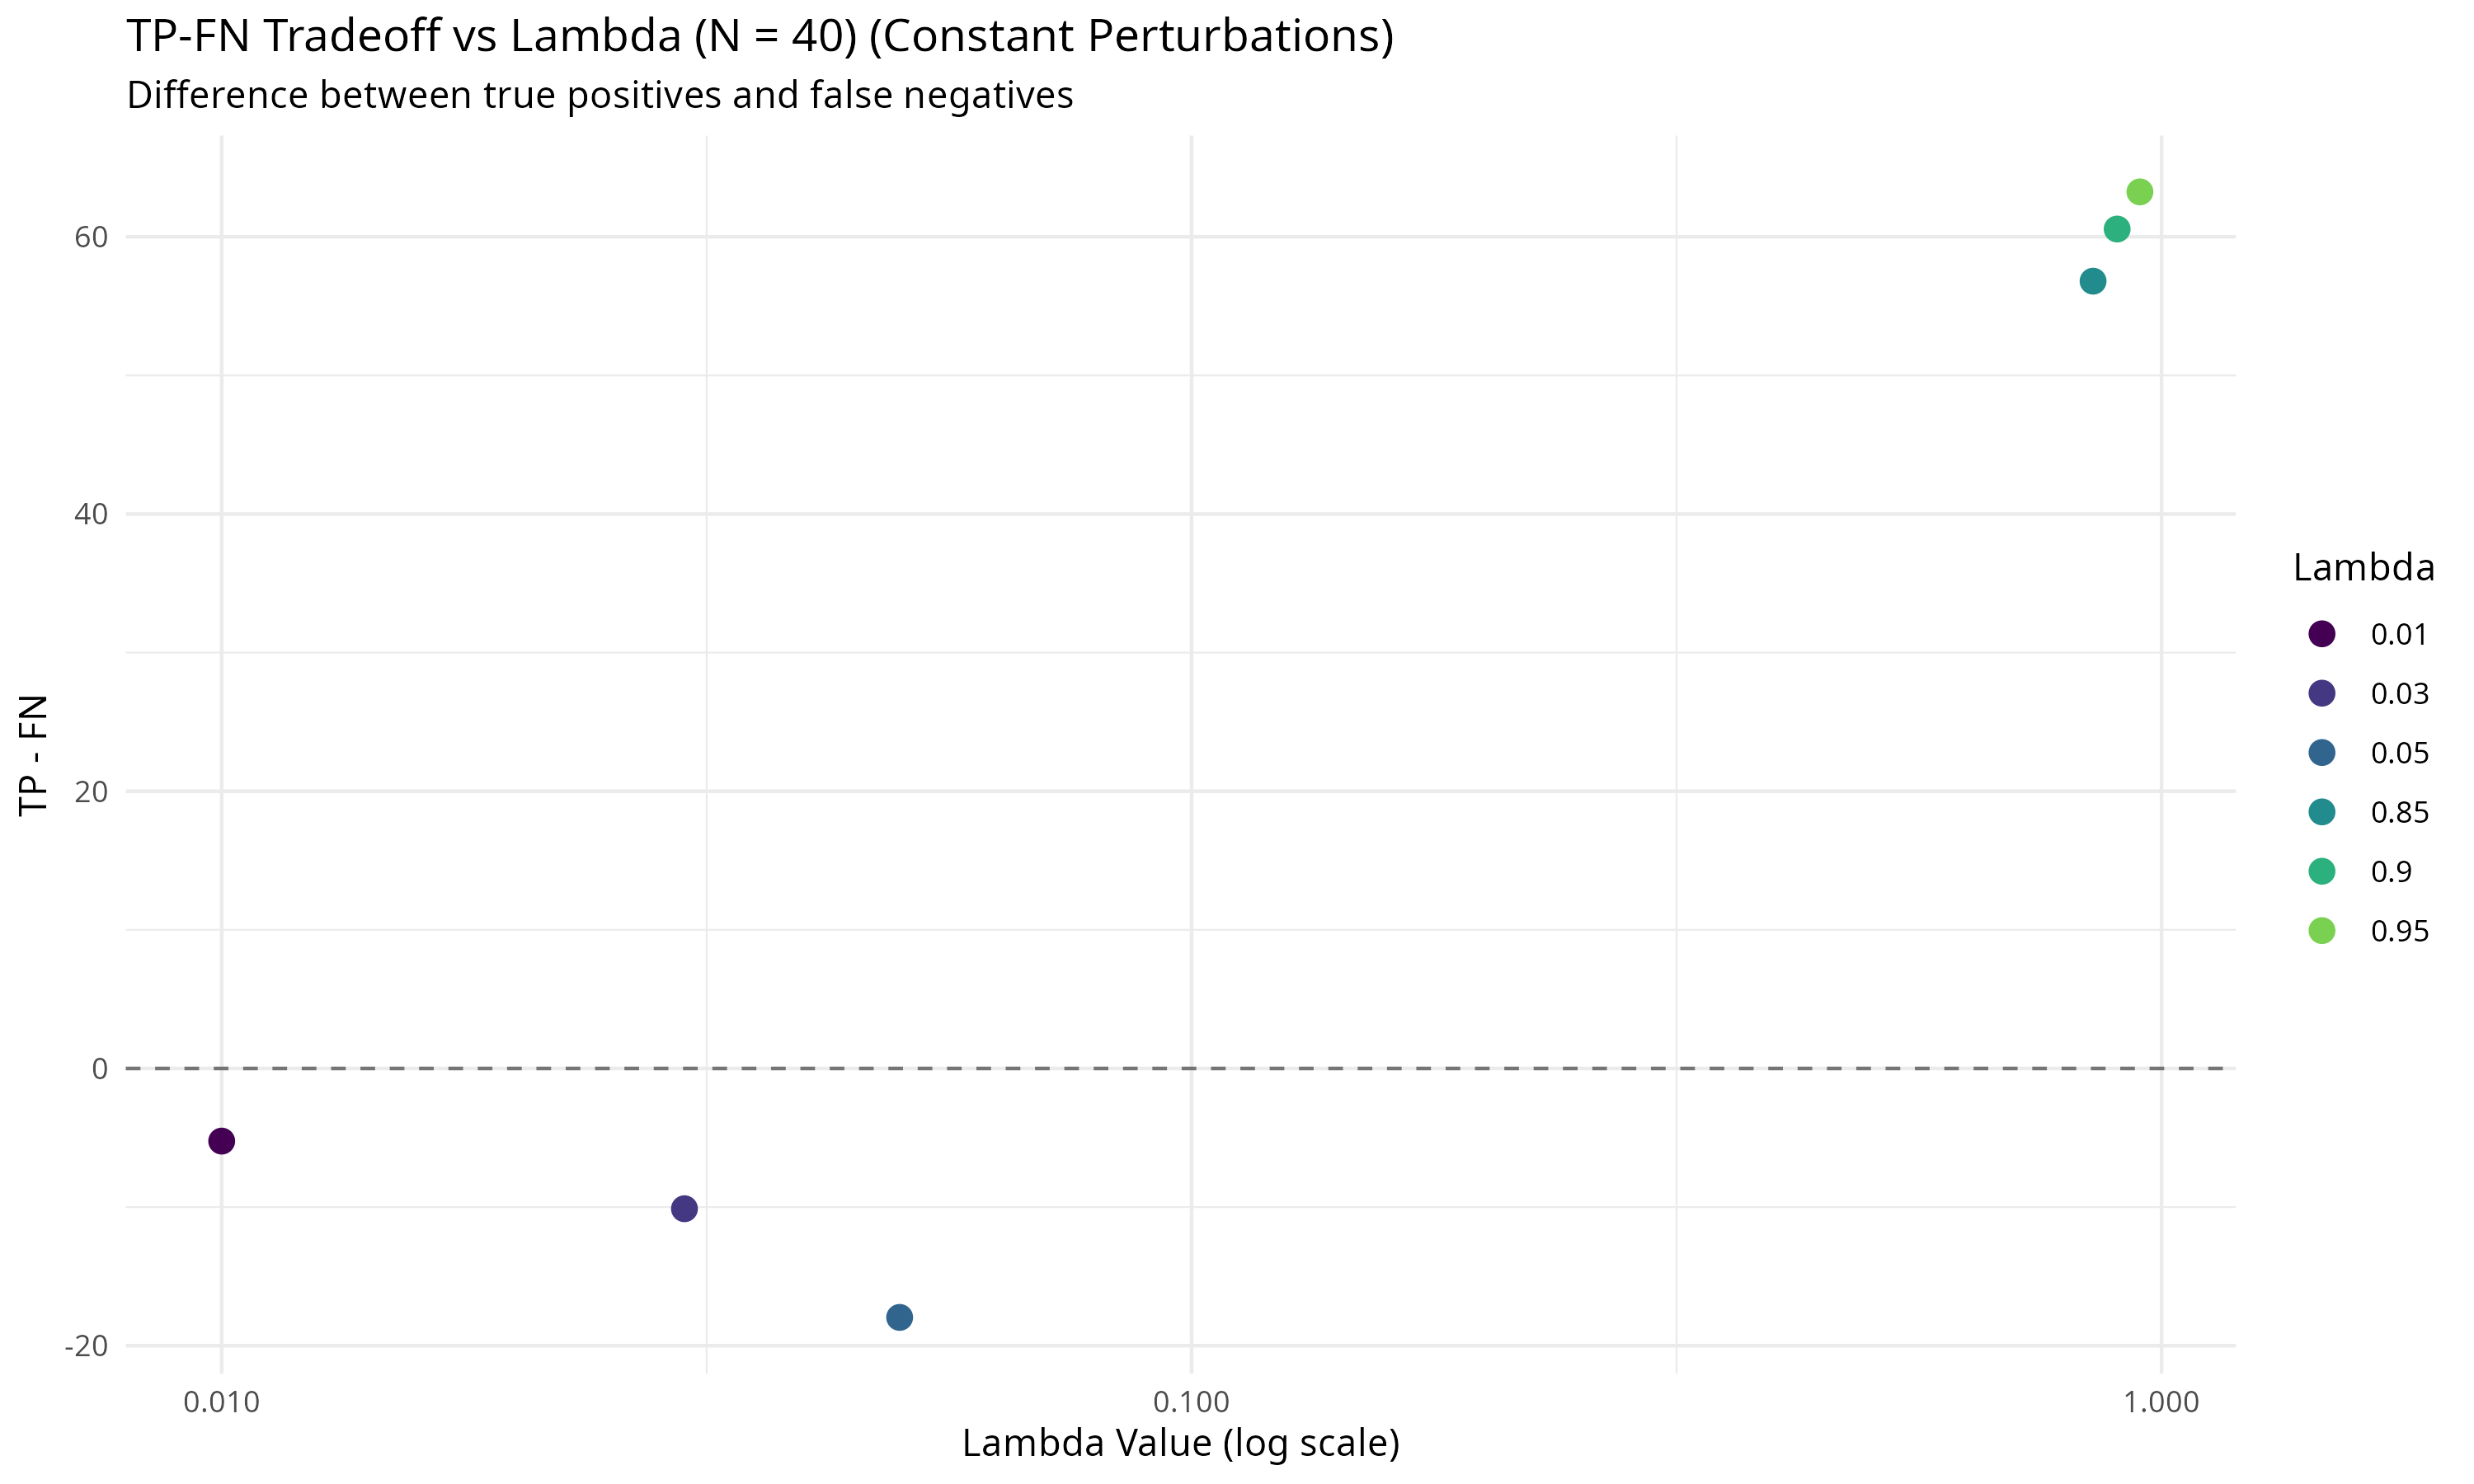 TP-FN Tradeoff vs Lambda (N = 40) (Constant Perturbations)
Difference between true positives and false negatives
TP - FN
60
40
20
0
-20
0.010
0.100
1.000
Lambda Value (log scale)
Lambda
0.01
0.03
0.05
0.85
0.9
0.95